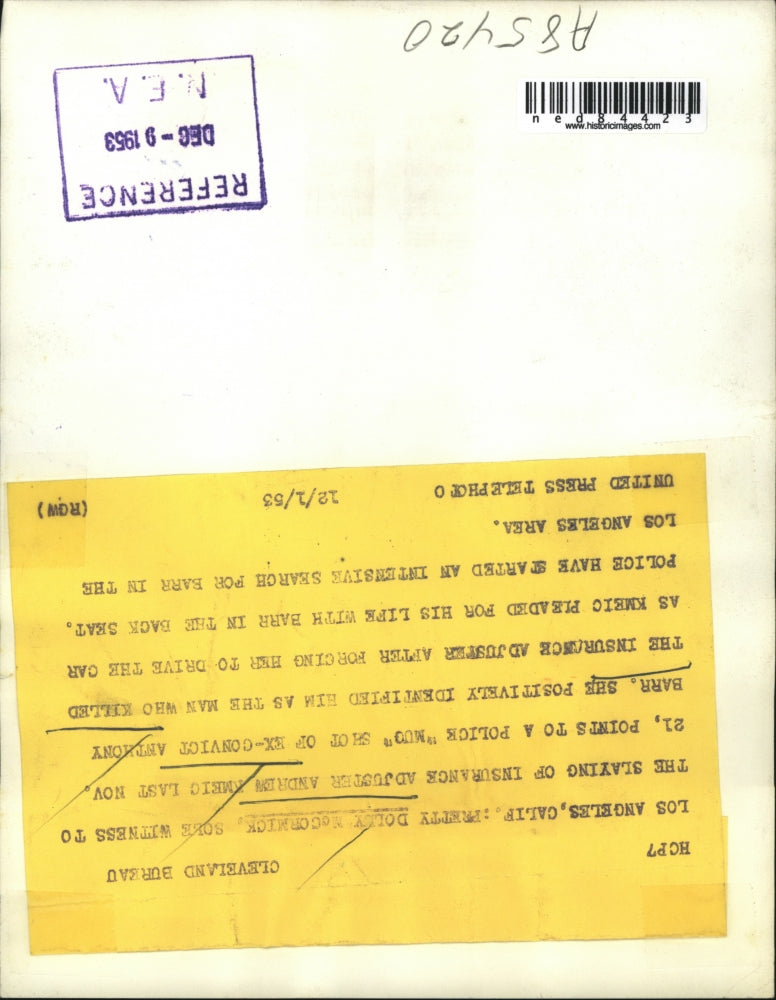 HCP7 CLEVELAND BUREAU
LOS ANGELES, CALIF.: PRETTY DOLLY McCORMICK, SOLE WITNESS TO
THE SLAYING OF INSURANCE ADJUSTER ANDREW KMEIC LAST NOV.
21, POINTS TO A POLICE "MUG" SHOT OF EX-CONVICT ANTHONY
BARR. SHE POSITIVELY IDENTIFIED HIM AS THE MAN WHO KILLED
THE INSURANCE ADJUSTER AFTER FORCING HER TO DRIVE THE CAR
AS KMEIC PLEADED FOR HIS LIFE WITH BARR IN THE BACK SEAT.
POLICE HAVE STARTED AN INTENSIVE SEARCH FOR BARR IN THE
LOS ANGELES AREA.
UNITED PRESS TELEPHOTO 12/1/53 (RGW)
REFERENCE
DEC - 9 1953
N.E.A.
A85420
ned84423
www.historicimages.com